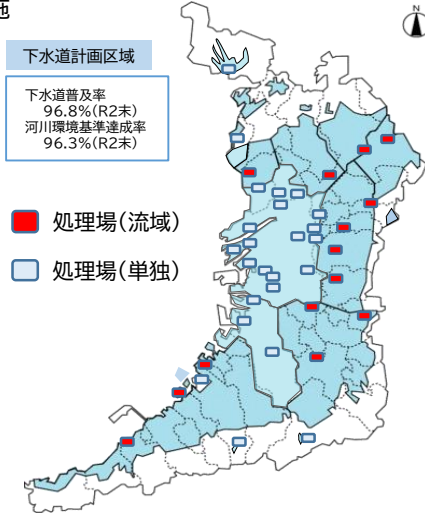 施
N
下水道計画区域
下水道普及率
96.8%(R2末)
河川環境基準達成率
96.3%(R2末)
処理場(流域)
処理場(単独)